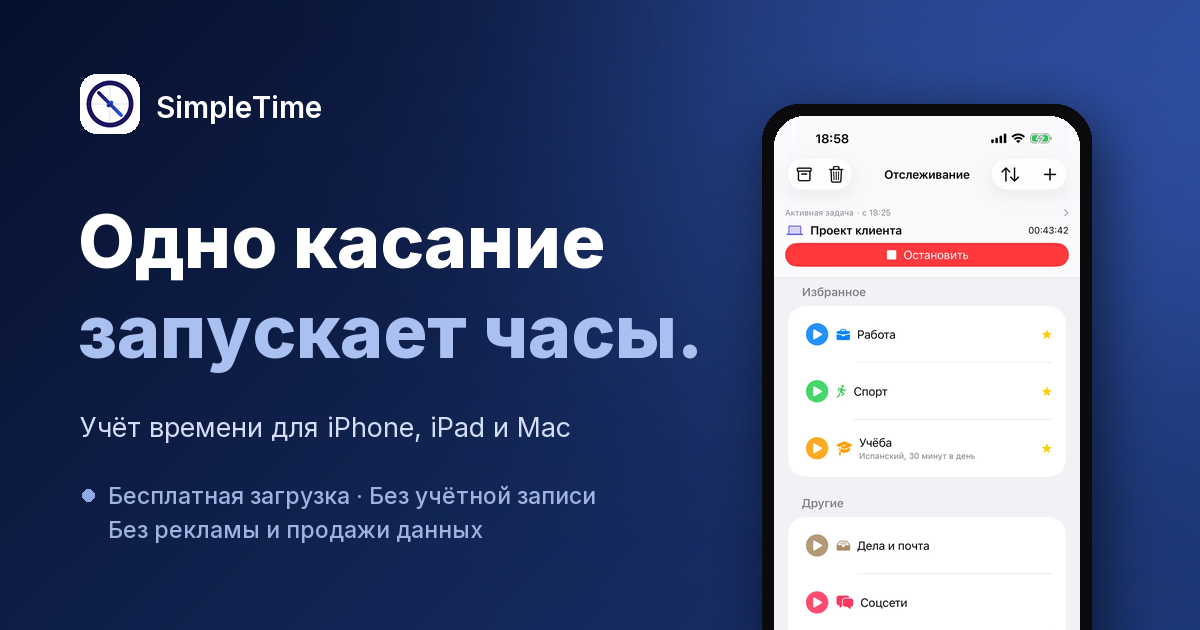 SimpleTime
Одно касание
запускает часы.
Учёт времени для iPhone, iPad и Mac
Бесплатная загрузка · Без учётной записи
Без рекламы и продажи данных
18:58
Отслеживание
Активная задача · с 18:25
Проект клиента
00:43:42
Остановить
Избранное
Работа
Спорт
Учёба
Испанский, 30 минут в день
Другие
Дела и почта
Соцсети